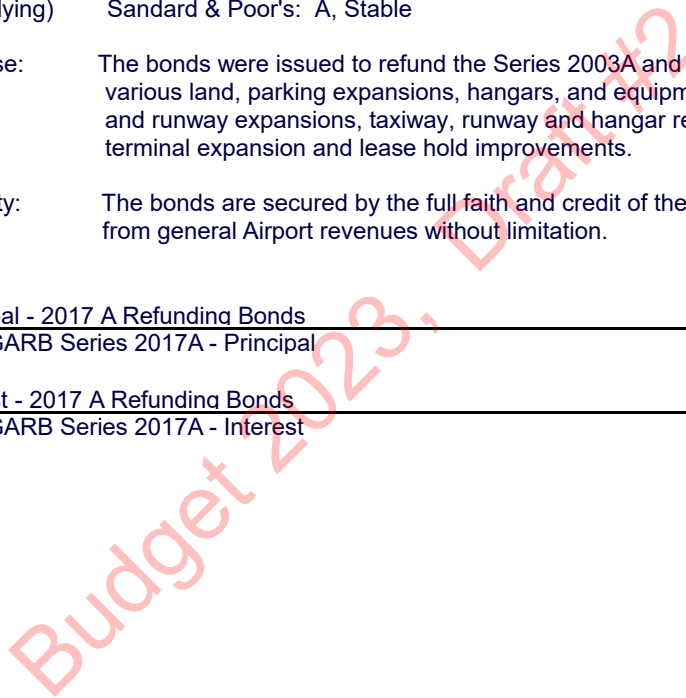 lying) Sandard & Poor's: A, Stable
se: The bonds were issued to refund the Series 2003A and
various land, parking expansions, hangars, and equipm
and runway expansions, taxiway, runway and hangar re
terminal expansion and lease hold improvements.
ty: The bonds are secured by the full faith and credit of the
from general Airport revenues without limitation.
al - 2017 A Refunding Bonds
GARB Series 2017A - Principal
t - 2017 A Refunding Bonds
GARB Series 2017A - Interest
Budget 2023, Draft #2